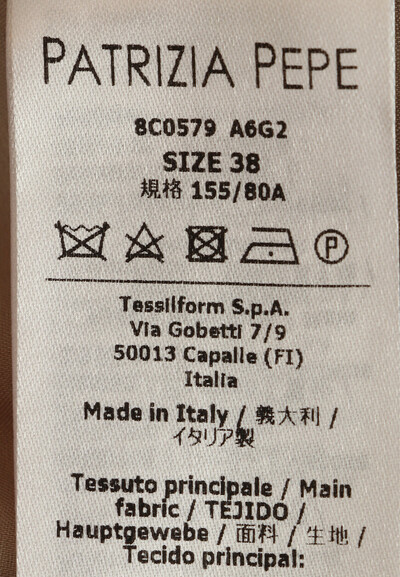 PATRIZIA PEPE
8C0579 A6G2
SIZE 38
規格 155/80A
P
Tessilform S.p.A.
Via Gobetti 7/9
50013 Capalle (FI)
Italia
Made in Italy / 義大利 /
イタリア製
Tessuto principale / Main
fabric / TEJIDO /
Hauptgewebe / 面料 / 生地 /
Tecido principal: